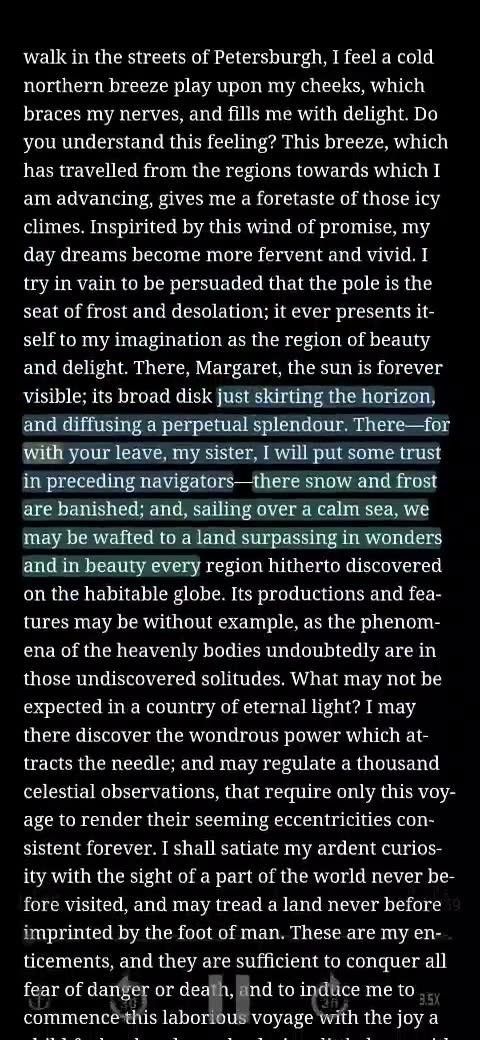 walk in the streets of Petersburgh, I feel a cold
northern breeze play upon my cheeks, which
braces my nerves, and fills me with delight. Do
you understand this feeling? This breeze, which
has travelled from the regions towards which I
am advancing, gives me a foretaste of those icy
climes. Inspirited by this wind of promise, my
day dreams become more fervent and vivid. I
try in vain to be persuaded that the pole is the
seat of frost and desolation; it ever presents it-
self to my imagination as the region of beauty
and delight. There, Margaret, the sun is forever
visible; its broad disk just skirting the horizon,
and diffusing a perpetual splendour. There—for
with your leave, my sister, I will put some trust
in preceding navigators—there snow and frost
are banished; and, sailing over a calm sea, we
may be wafted to a land surpassing in wonders
and in beauty every region hitherto discovered
on the habitable globe. Its productions and fea-
tures may be without example, as the phenom-
ena of the heavenly bodies undoubtedly are in
those undiscovered solitudes. What may not be
expected in a country of eternal light? I may
there discover the wondrous power which at-
tracts the needle; and may regulate a thousand
celestial observations, that require only this voy-
age to render their seeming eccentricities con-
sistent forever. I shall satiate my ardent curios-
ity with the sight of a part of the world never be-
fore visited, and may tread a land never before
imprinted by the foot of man. These are my en-
ticements, and they are sufficient to conquer all
fear of danger or death, and to induce me to
30 30 3.5X
commence this laborious voyage with the joy a